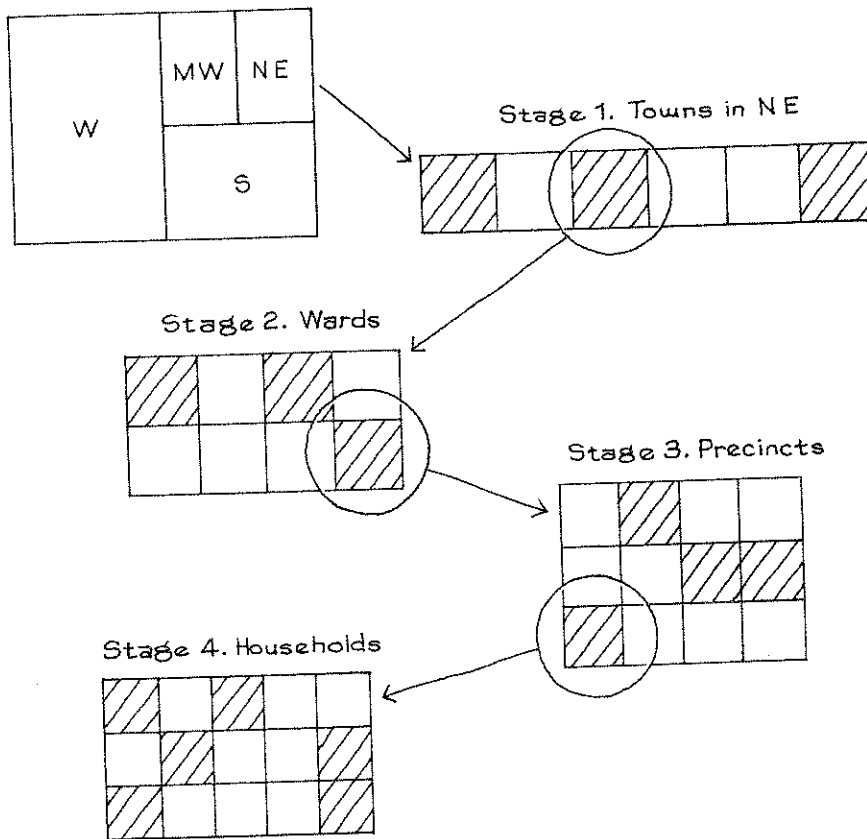 W
MW
NE
S
Stage 1. Towns in NE
Stage 2. Wards
Stage 3. Precincts
Stage 4. Households